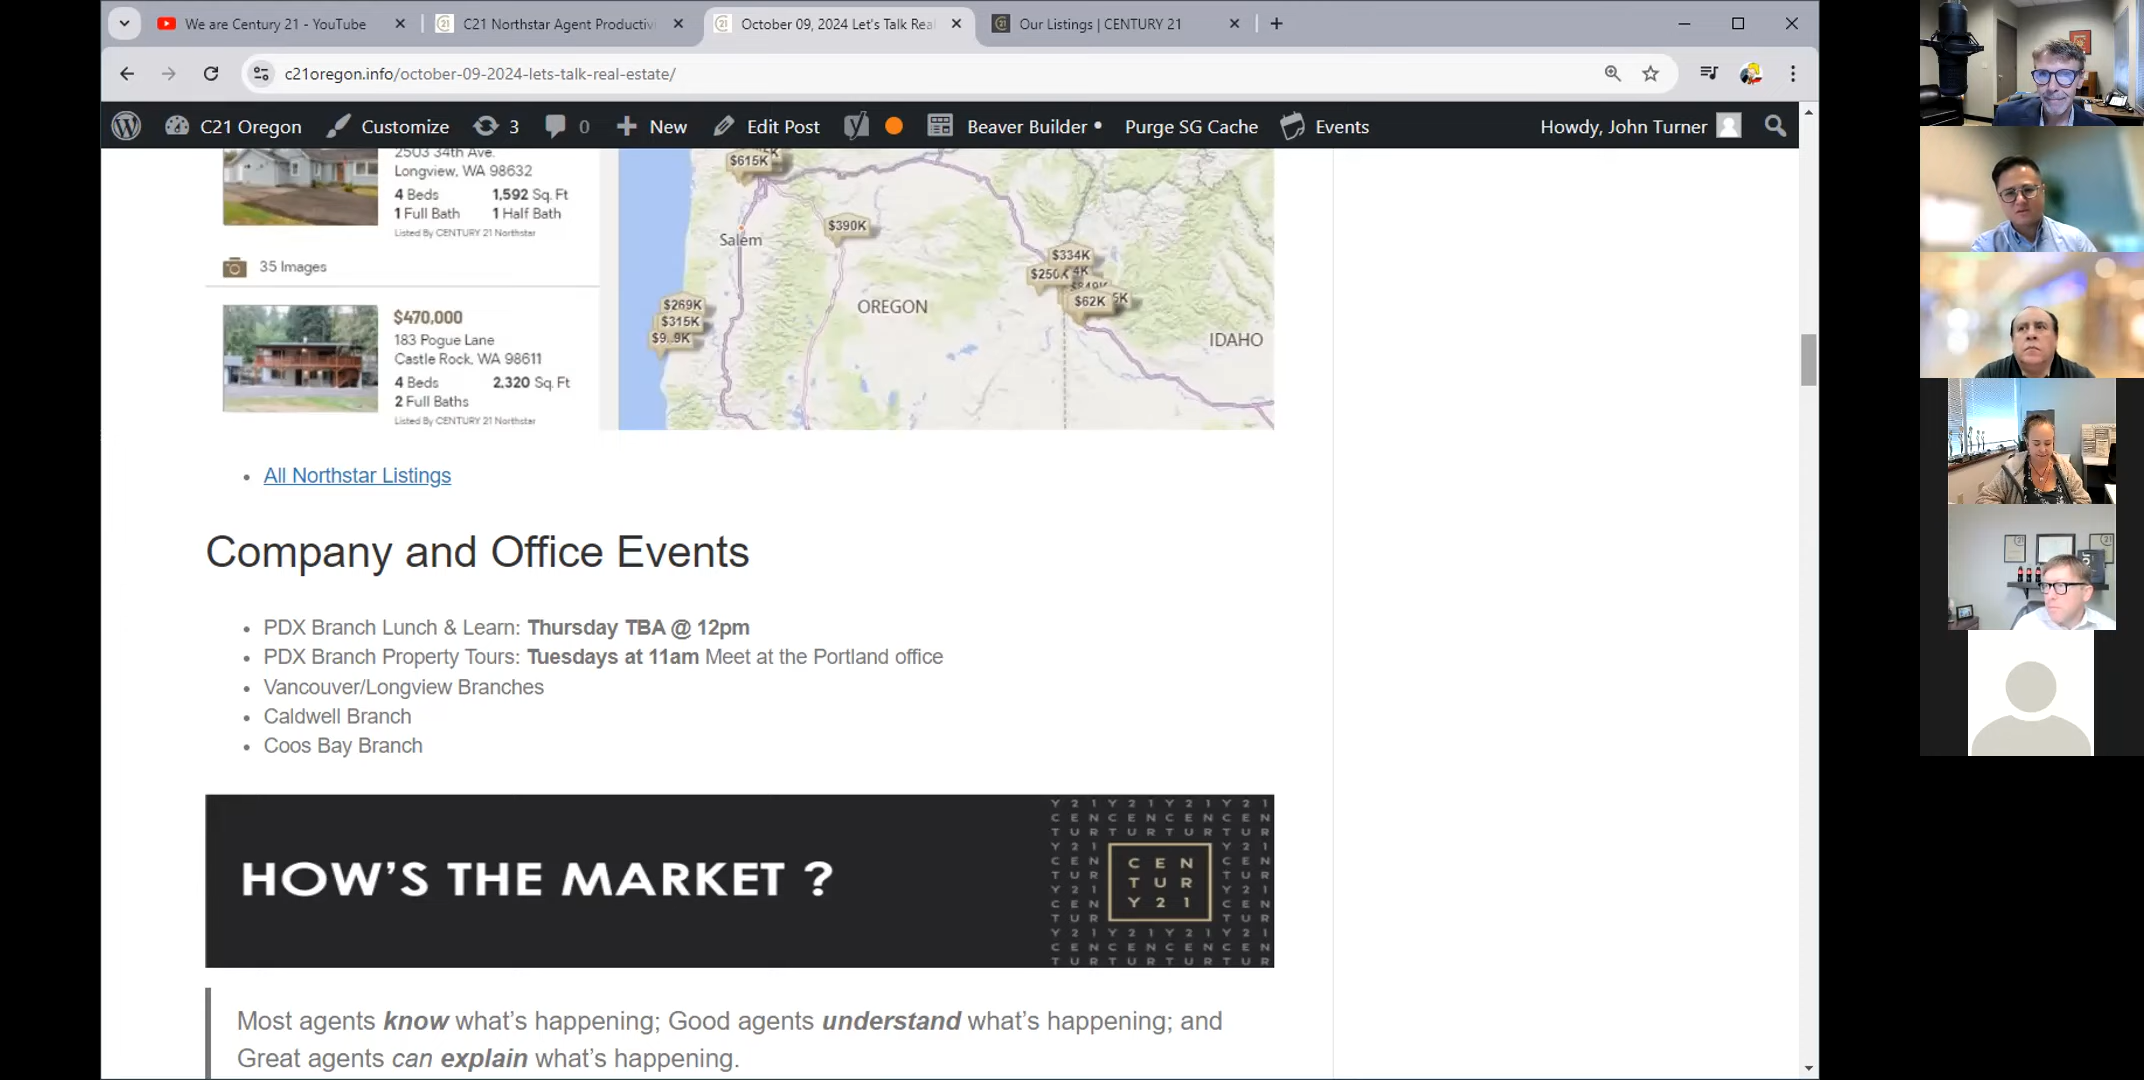 We are Century 21 - YouTube
C21 Northstar Agent Productivi
October 09, 2024 Let's Talk Rea
Our Listings | CENTURY 21
c21oregon.info/october-09-2024-lets-talk-real-estate/
C21 Oregon
Customize
3
0
New
Edit Post
Beaver Builder •
Purge SG Cache
Events
Howdy, John Turner
2503 34th Ave.
Longview, WA 98632
4 Beds 1,592 Sq. Ft
1 Full Bath 1 Half Bath
Listed By CENTURY 21 Northstar
35 Images
$470,000
183 Pogue Lane
Castle Rock, WA 98611
4 Beds 2,320 Sq. Ft
2 Full Baths
Listed By CENTURY 21 Northstar
$615K
Salem
$390K
$334K
$250K
$62K
$269K
$315K
OREGON
IDAHO
• All Northstar Listings
Company and Office Events
• PDX Branch Lunch & Learn: Thursday TBA @ 12pm
• PDX Branch Property Tours: Tuesdays at 11am Meet at the Portland office
• Vancouver/Longview Branches
• Caldwell Branch
• Coos Bay Branch
HOW'S THE MARKET ?
CEN
TUR
Y21
Most agents know what's happening; Good agents understand what's happening; and
Great agents can explain what's happening.